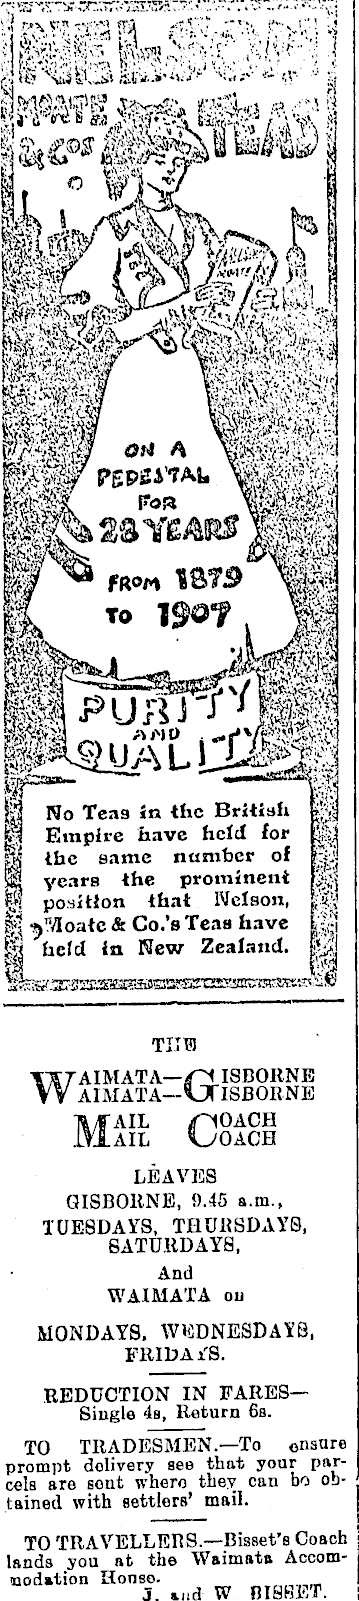 NELSON
MOATE
& Co's TEAS
ON A
PEDESTAL
FOR
28 YEARS
FROM 1879
TO 1907
PURITY
AND
QUALITY
No Teas in the British
Empire have held for
the same number of
years the prominent
position that Nelson,
Moate & Co.'s Teas have
held in New Zealand.
THE
WAIMATA—GISBORNE
WAIMATA—GISBORNE
MAIL COACH
MAIL COACH
LEAVES
GISBORNE, 9.45 a.m.,
TUESDAYS, THURSDAYS,
SATURDAYS,
And
WAIMATA on
MONDAYS, WEDNESDAYS,
FRIDAYS.
REDUCTION IN FARES—
Single 4s, Return 6s.
TO TRADESMEN.—To ensure
prompt delivery see that your par-
cels are sent where they can be ob-
tained with settlers' mail.
TO TRAVELLERS.—Bisset's Coach
lands you at the Waimata Accom-
modation House.
J. and W. BISSET.